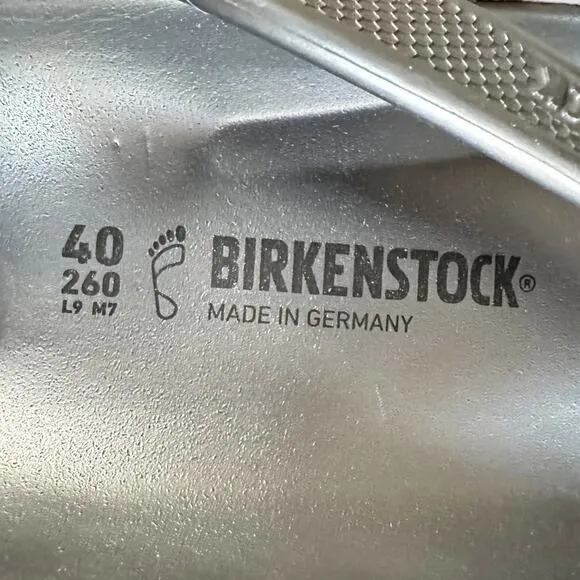 40
260
L9 M7
BIRKENSTOCK®
MADE IN GERMANY